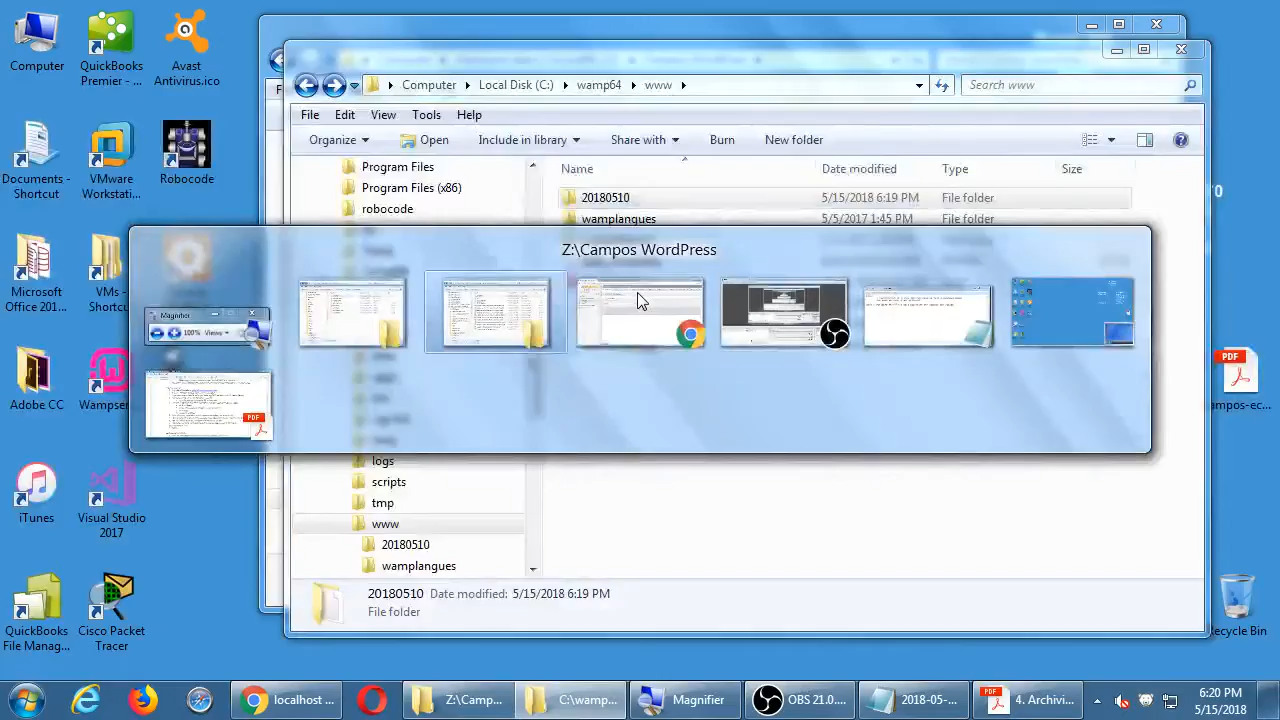 Computer
QuickBooks
Premier - ...
Avast
Antivirus.ico
Documents -
Shortcut
VMware
Workstati...
Robocode
Microsoft
Office 201...
VMs -
Shortc
Adobe CC
Wampser
iTunes
Visual Studio
2017
QuickBooks
File Manag...
Cisco Packet
Tracer
Computer
Local Disk (C:)
wamp64
www
Search www
File
Edit
View
Tools
Help
Organize
Open
Include in library
Share with
Burn
New folder
Program Files
Program Files (x86)
robocode
Name
Date modified
Type
Size
20180510
5/15/2018 6:19 PM
File folder
wamplangues
5/5/2017 1:45 PM
File folder
Z:\Campos WordPress
Magnifier
100%
Views
PDF
logs
scripts
tmp
www
20180510
wamplangues
20180510
Date modified: 5/15/2018 6:19 PM
File folder
PDF
ampos-ec...
ecycle Bin
localhost ...
Z:\Camp...
C:\wamp...
Magnifier
OBS 21.0....
2018-05-...
PDF
4. Archivi...
6:20 PM
5/15/2018